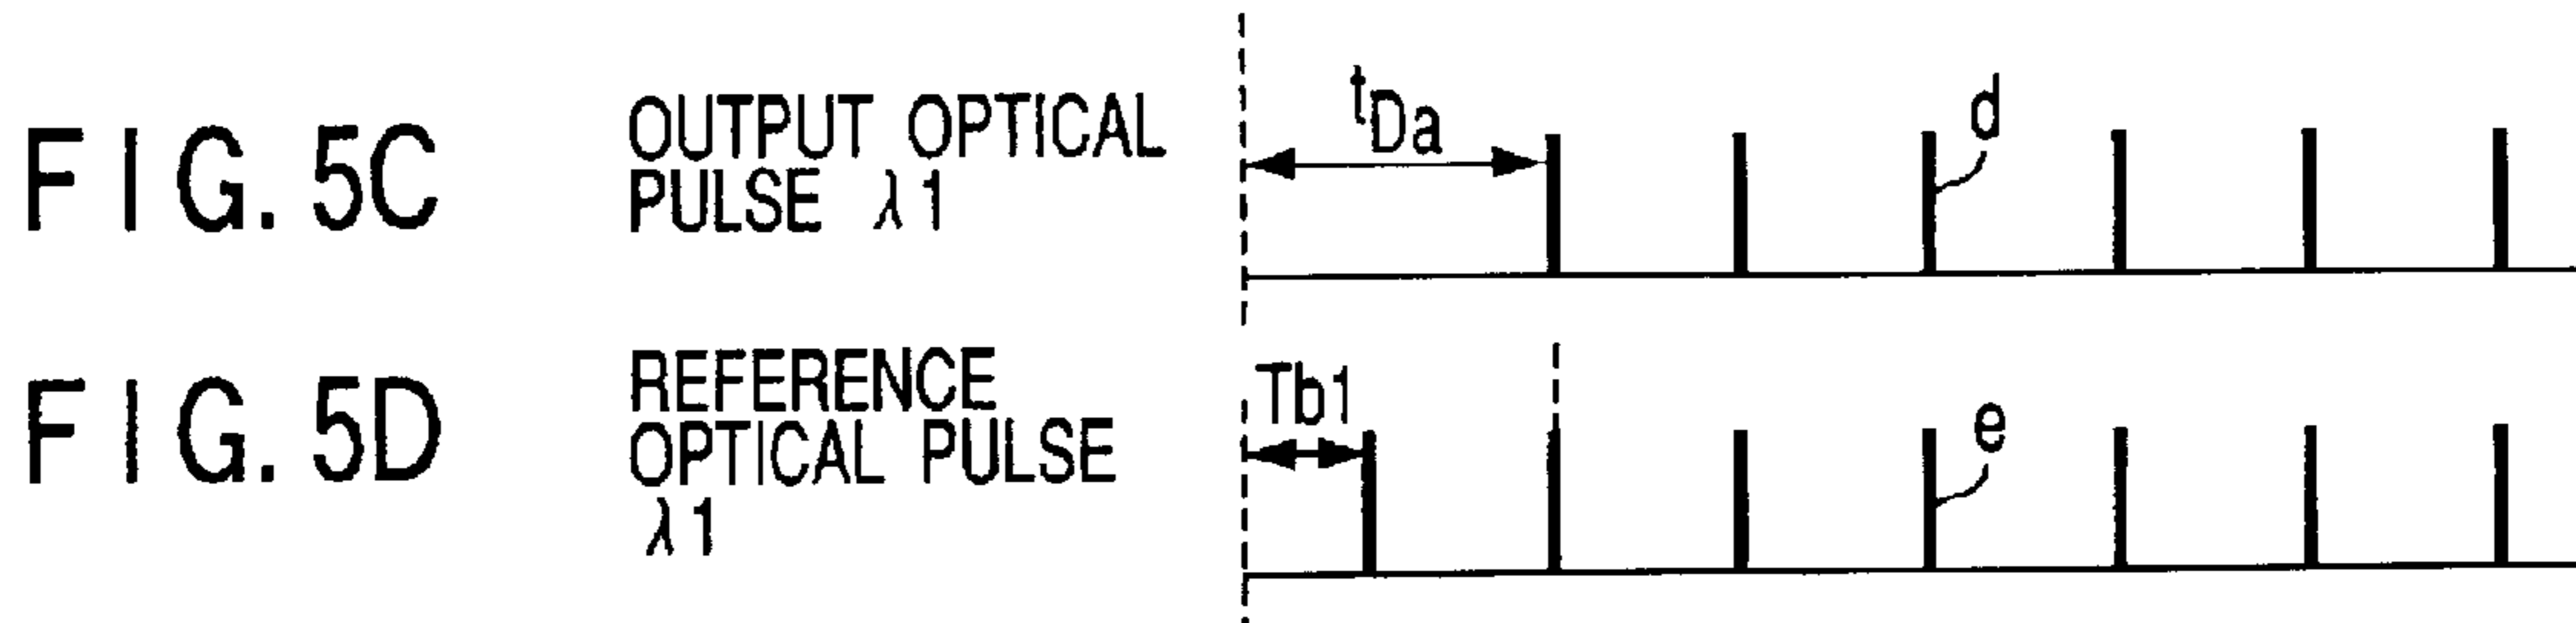 FIG. 5C
OUTPUT OPTICAL
PULSE λ1
tDa
d
FIG. 5D
REFERENCE
OPTICAL PULSE
λ1
Tb1
e